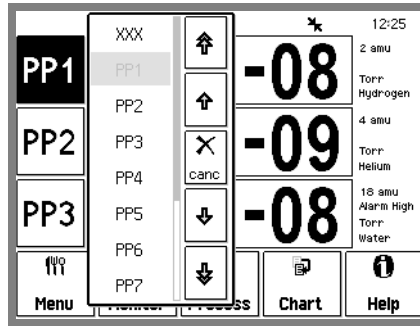 12:25
PP1
PP2
PP3
XXX
PP1
PP2
PP3
PP4
PP5
PP6
PP7
canc
-08
2 amu
Torr
Hydrogen
-09
4 amu
Torr
Helium
-08
18 amu
Alarm High
Torr
Water
Menu
ss
Chart
Help